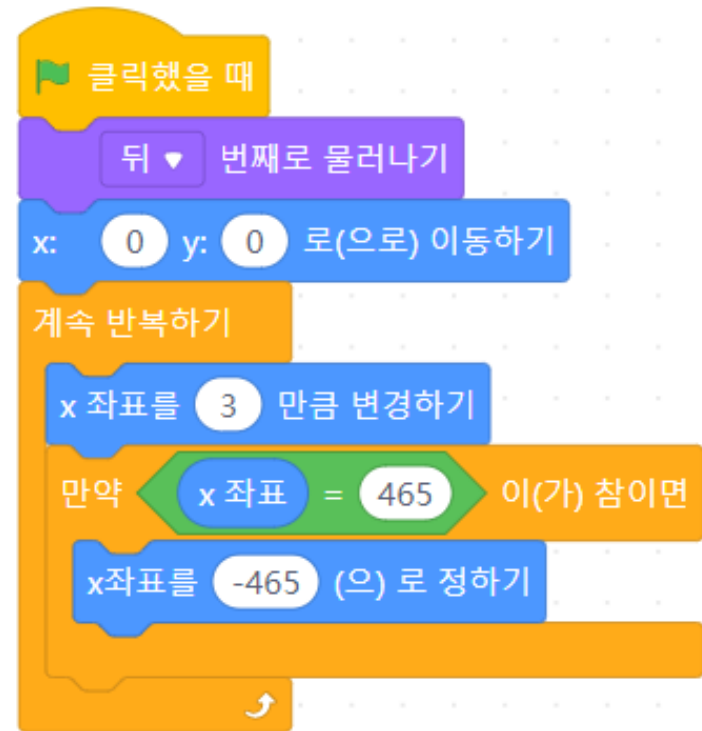 클릭했을 때
뒤 번째로 물러나기
x: 0 y: 0 로(으로) 이동하기
계속 반복하기
x 좌표를 3 만큼 변경하기
만약 x 좌표 = 465 이(가) 참이면
x좌표를 -465 (으) 로 정하기